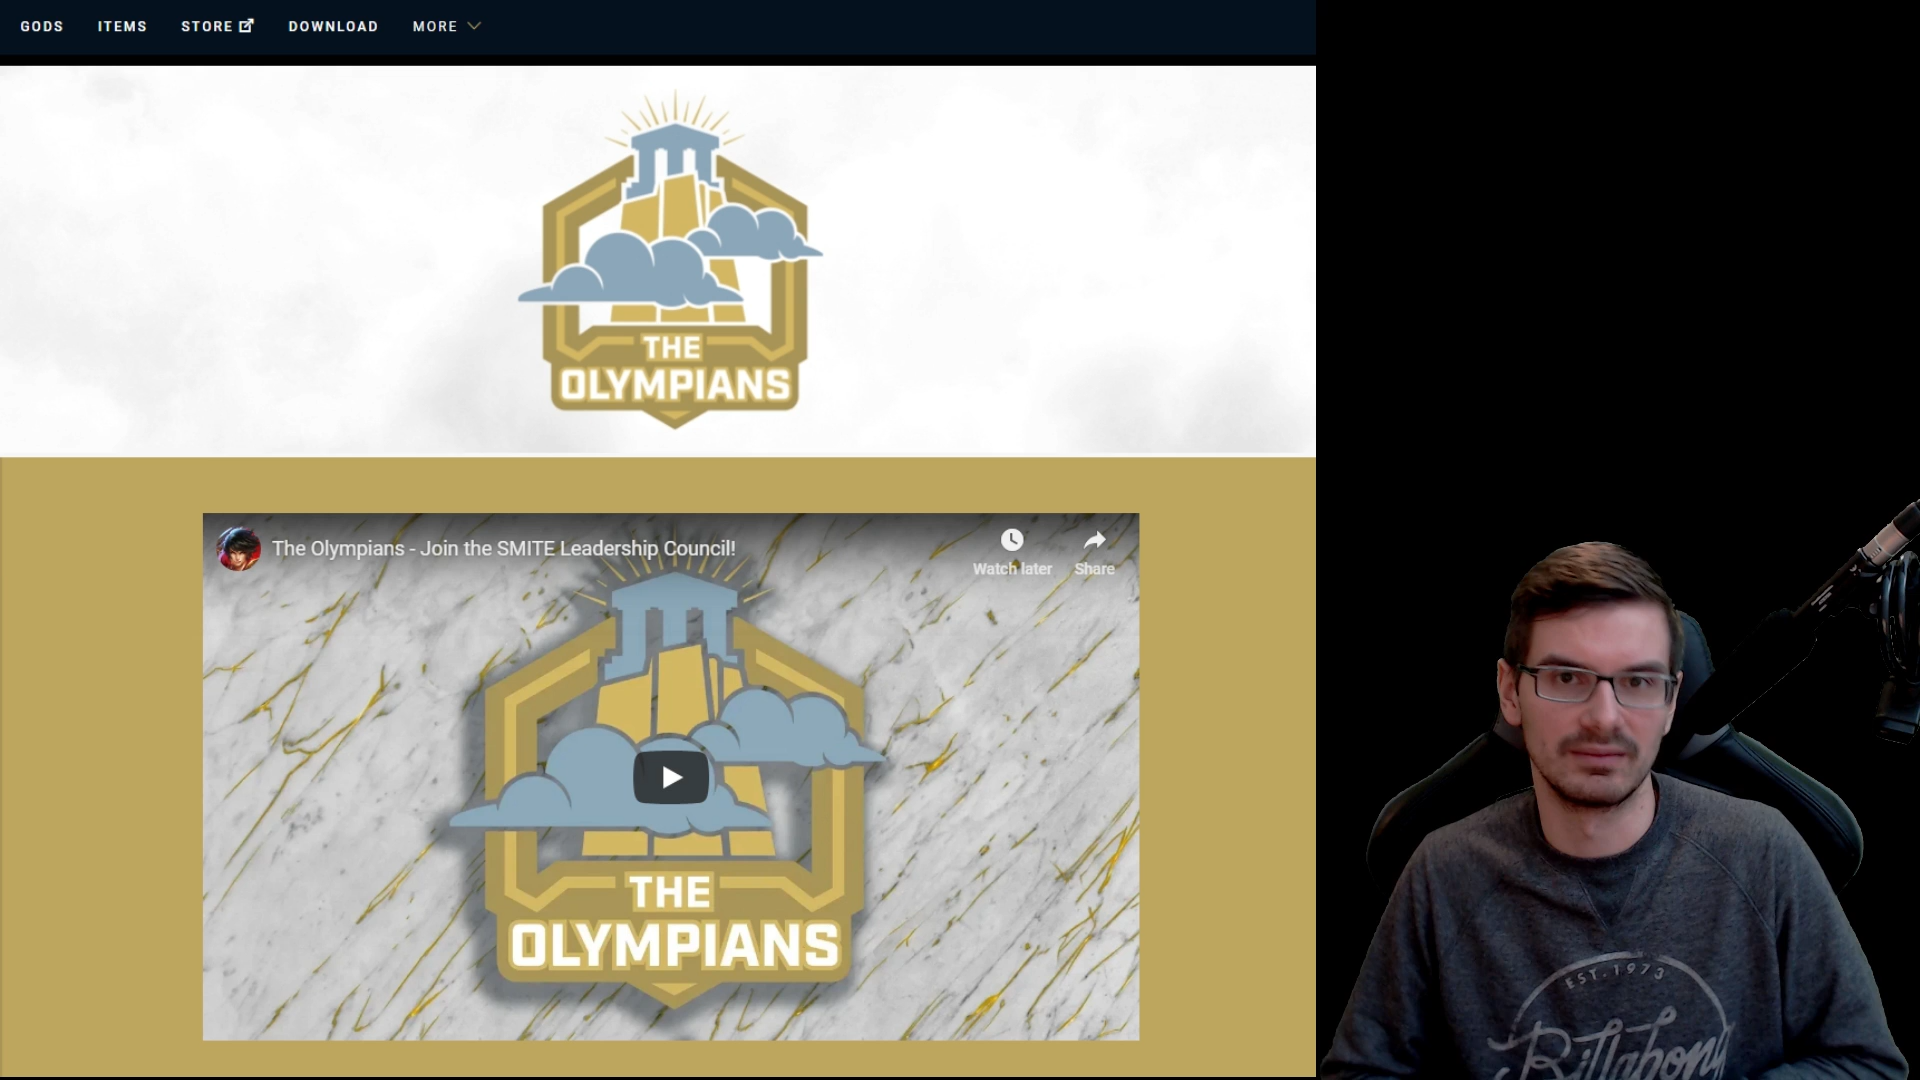 GODS ITEMS STORE DOWNLOAD MORE
THE
OLYMPIANS
The Olympians - Join the SMITE Leadership Council!
Watch later Share
THE
OLYMPIANS
EST. 1973
Billabong